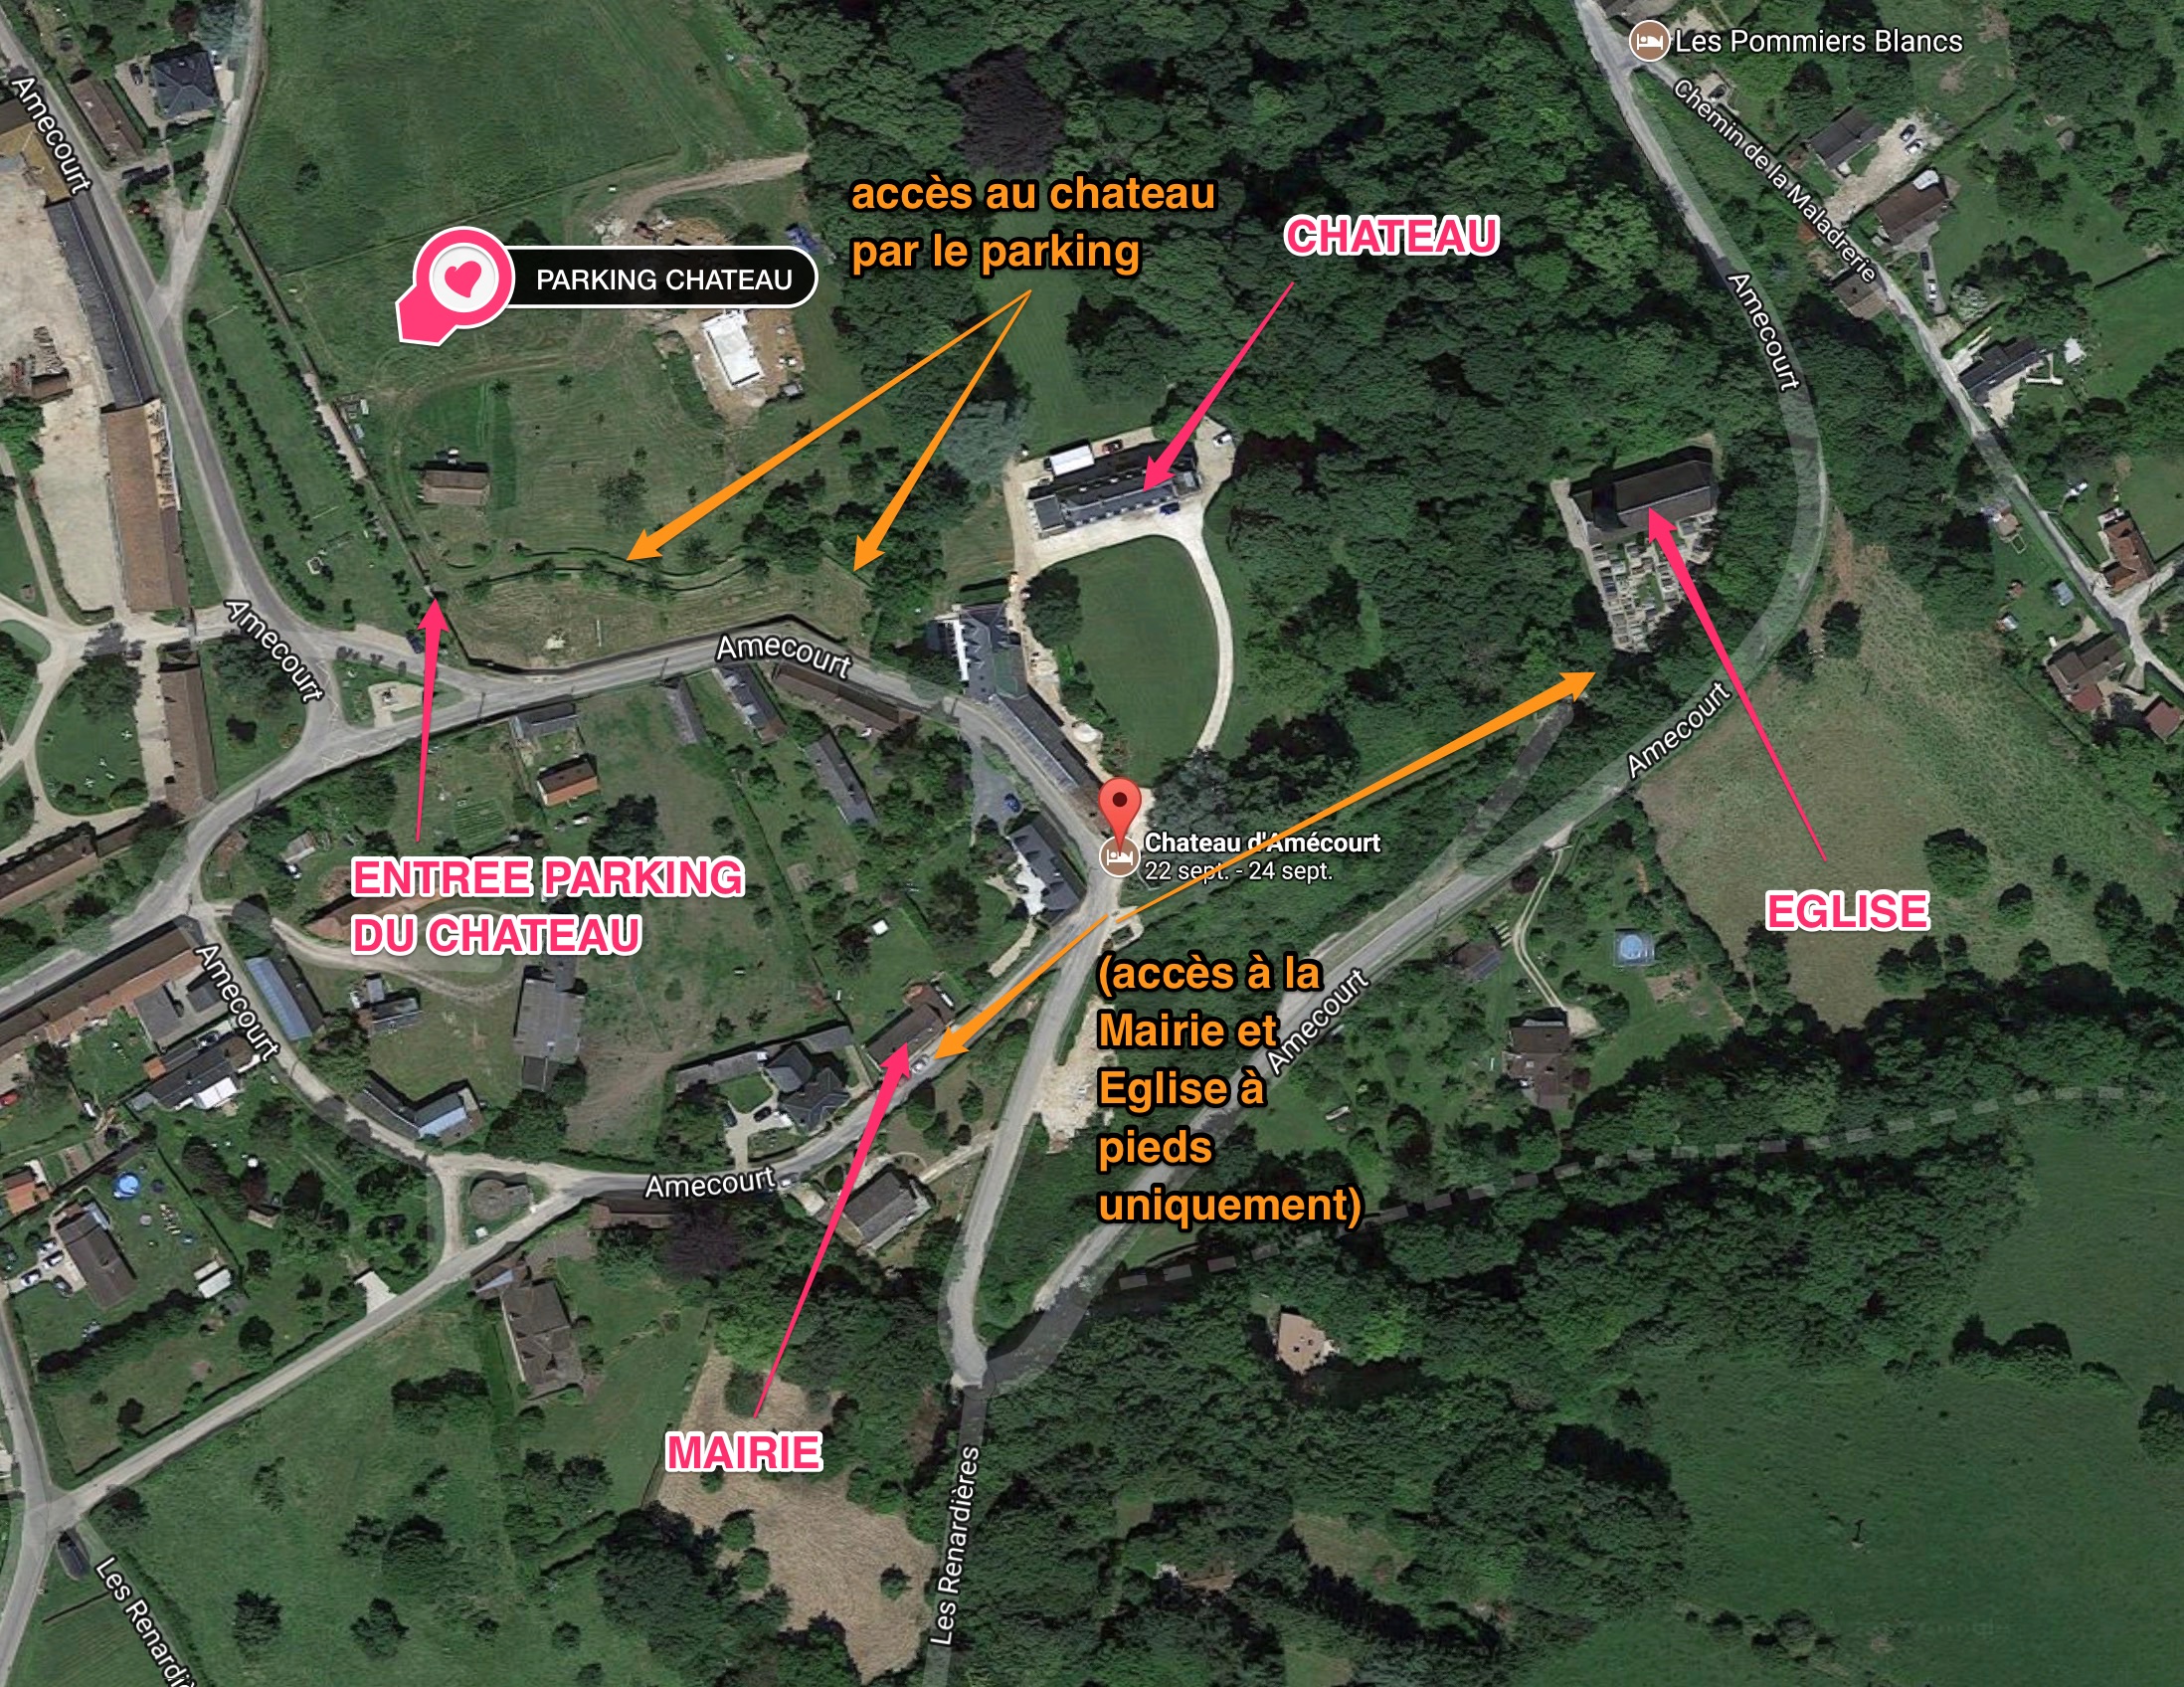 Les Pommiers Blancs
Amecourt
Chemin de la Maladrerie
accès au chateau
par le parking
CHATEAU
PARKING CHATEAU
Amecourt
Amecourt
Amecourt
Amecourt
Chateau d'Amécourt
22 sept. - 24 sept.
ENTREE PARKING
DU CHATEAU
EGLISE
Amecourt
(accès à la
Mairie et
Eglise à
pieds
uniquement)
Amecourt
Amecourt
MAIRIE
Les Renardières